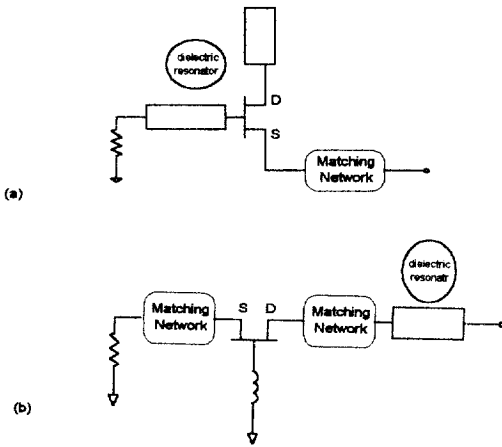 dielectric
resonator
D
S
Matching
Network
(a)
dielectric
resonatr
Matching
Network
S D
Matching
Network
(b)